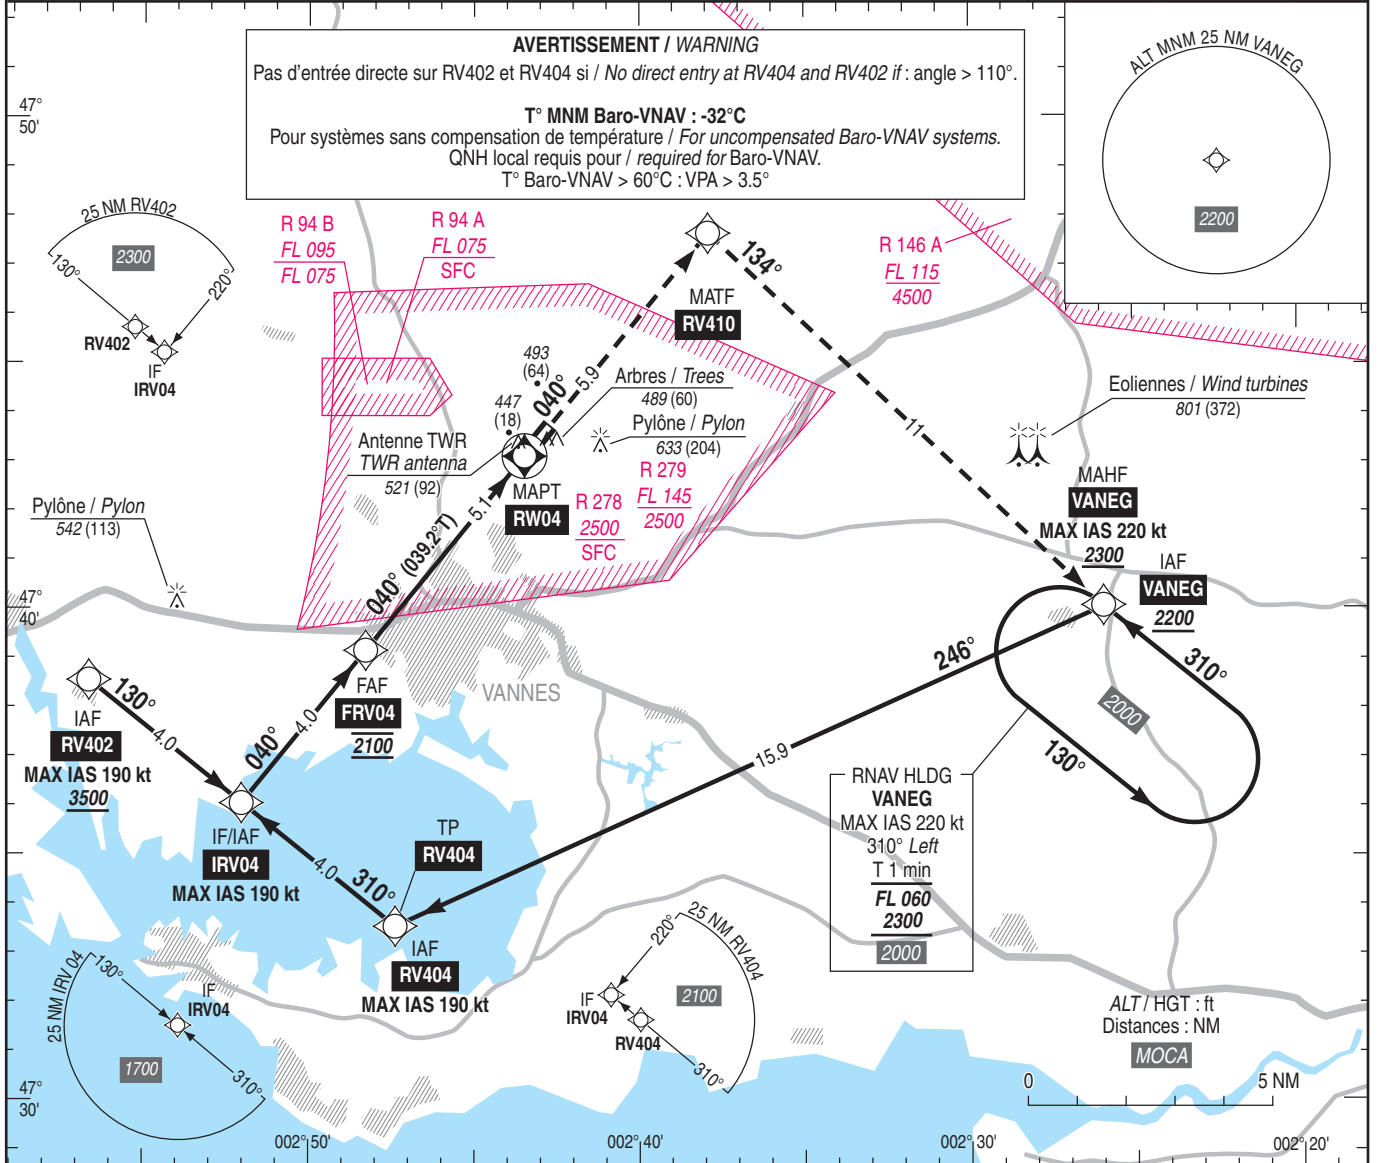 AVERTISSEMENT / WARNING
Pas d'entrée directe sur RV402 et RV404 si / No direct entry at RV404 and RV402 if : angle > 110°.
T° MNM Baro-VNAV : -32°C
Pour systèmes sans compensation de température / For uncompensated Baro-VNAV systems.
QNH local requis pour / required for Baro-VNAV.
T° Baro-VNAV > 60°C : VPA > 3.5°
ALT MNM 25 NM VANEG
2200
47°
50'
25 NM RV402
2300
130°
220°
RV402
IF
IRV04
R 94 B
FL 095
FL 075
R 94 A
FL 075
SFC
R 146 A
FL 115
4500
134°
MATF
RV410
5.9
040°
493
(64)
447
(18)
Arbres / Trees
489 (60)
Pylône / Pylon
633 (204)
Antenne TWR
TWR antenna
521 (92)
Eoliennes / Wind turbines
801 (372)
11
R 279
FL 145
2500
R 278
2500
SFC
MAPT
RW04
5.1
040° (039.2°T)
Pylône / Pylon
542 (113)
MAHF
VANEG
MAX IAS 220 kt
2300
IAF
VANEG
2200
47°
40'
246°
310°
2000
130°
VANNES
FAF
FRV04
2100
130°
4.0
IAF
RV402
MAX IAS 190 kt
3500
040°
4.0
15.9
IF/IAF
IRV04
MAX IAS 190 kt
4.0
310°
TP
RV404
IAF
RV404
MAX IAS 190 kt
RNAV HLDG
VANEG
MAX IAS 220 kt
310° Left
T 1 min
FL 060
2300
2000
25 NM IRV 04
130°
IF
IRV04
1700
310°
25 NM RV404
220°
IF
IRV04
2100
RV404
310°
ALT / HGT : ft
Distances : NM
MOCA
0
5 NM
47°
30'
002°50'
002°40'
002°30'
002°20'